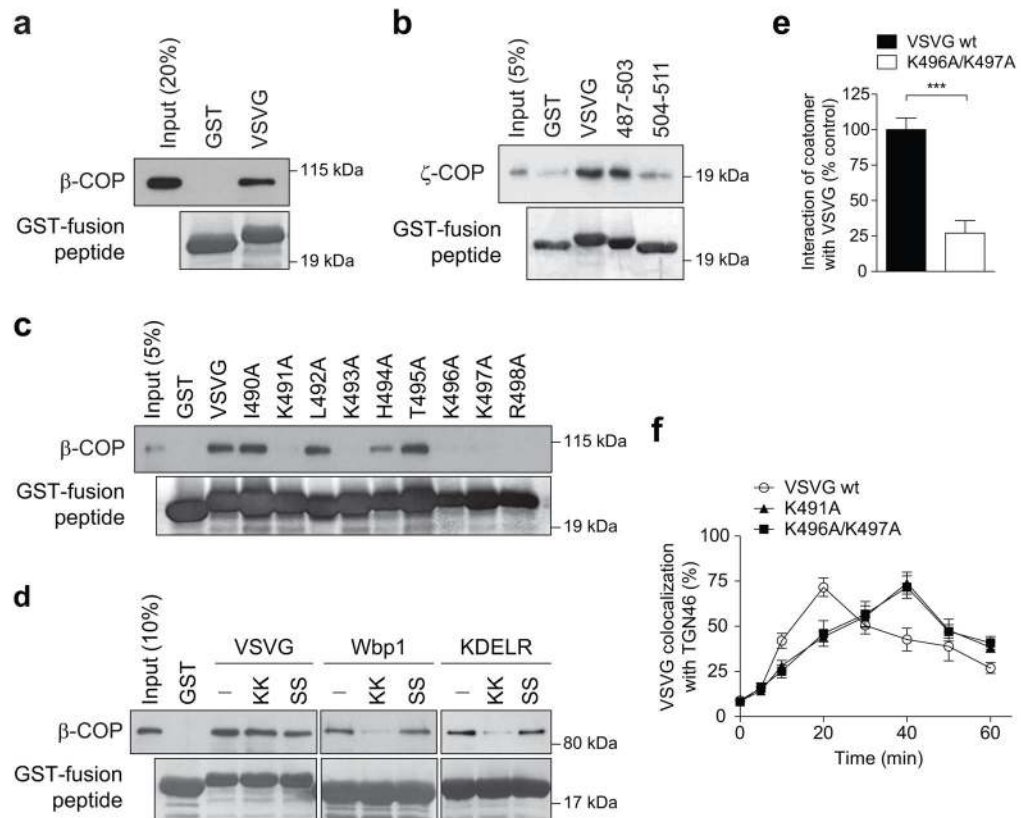 a
Input (20%)
GST
VSVG
β-COP
115 kDa
GST-fusion
peptide
19 kDa
b
Input (5%)
GST
VSVG
487-503
504-511
ζ-COP
19 kDa
GST-fusion
peptide
19 kDa
e
VSVG wt
K496A/K497A
***
Interaction of coatomer
with VSVG (% control)
125
100
75
50
25
0
c
Input (5%)
GST
VSVG
I490A
K491A
L492A
K493A
H494A
T495A
K496A
K497A
R498A
β-COP
115 kDa
GST-fusion
peptide
19 kDa
d
Input (10%)
GST
VSVG
Wbp1
KDELR
– KK SS
– KK SS
– KK SS
β-COP
80 kDa
GST-fusion
peptide
17 kDa
f
VSVG wt
K491A
K496A/K497A
VSVG colocalization
with TGN46 (%)
100
75
50
25
0
0 20 40 60
Time (min)